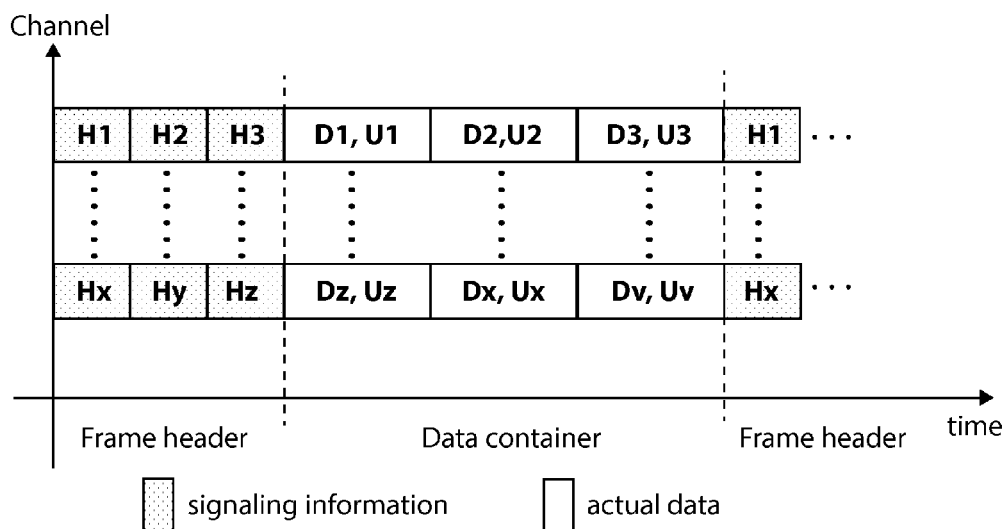 Channel
H1 H2 H3 D1, U1 D2,U2 D3, U3 H1 . . .
Hx Hy Hz Dz, Uz Dx, Ux Dv, Uv Hx . . .
time
Frame header Data container Frame header
signaling information actual data